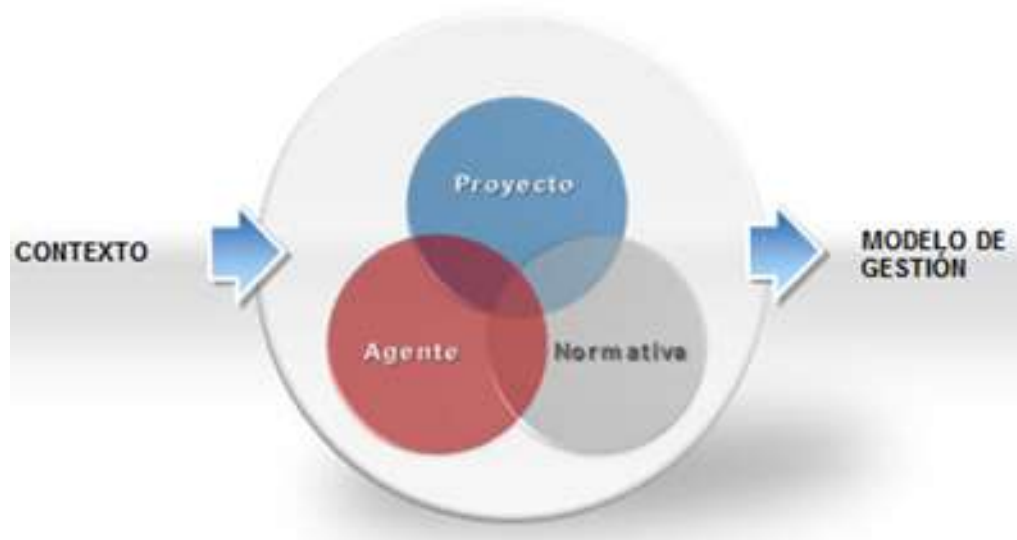 Proyecto
CONTEXTO
MODELO DE
GESTIÓN
Agente
Normativa